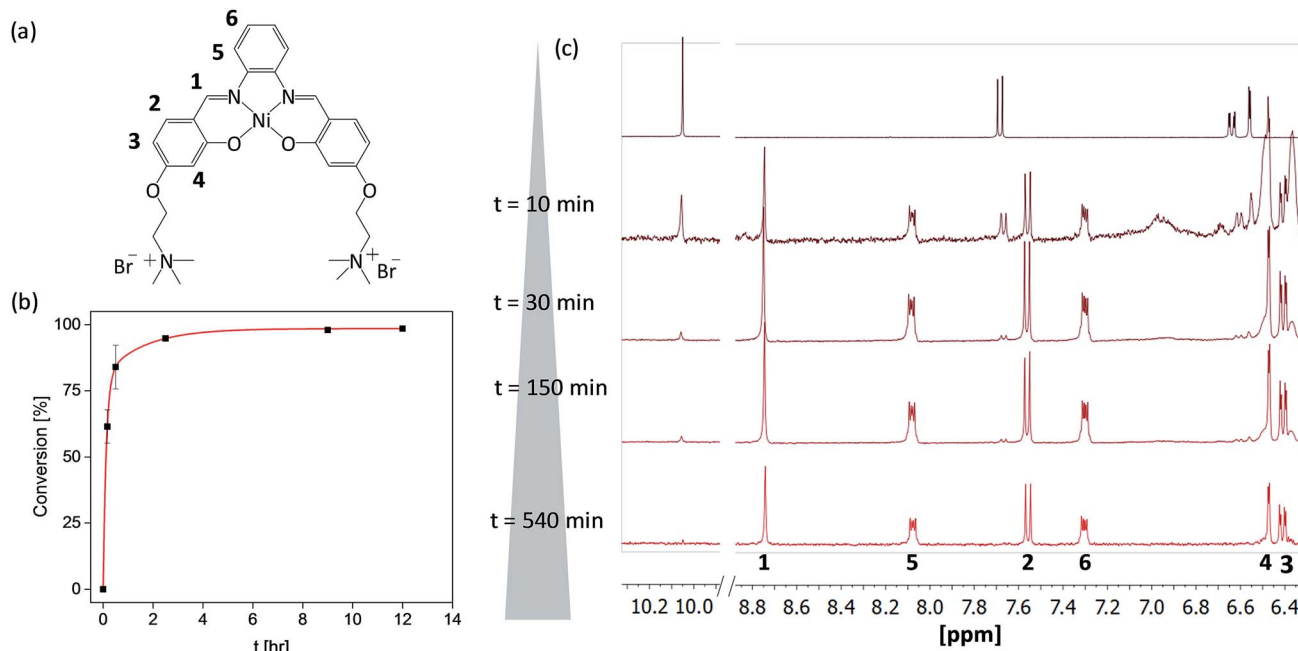 (a)
6
5
1
2
3
4
N
N
Ni
O
O
O
O
Br⁻
+
N
N
+
Br⁻
(b)
Conversion [%]
100
75
50
25
0
0 2 4 6 8 10 12 14
t [hr]
(c)
t = 10 min
t = 30 min
t = 150 min
t = 540 min
1 5 2 6 4 3
10.2 10.0 // 8.8 8.6 8.4 8.2 8.0 7.8 7.6 7.4 7.2 7.0 6.8 6.6 6.4
[ppm]